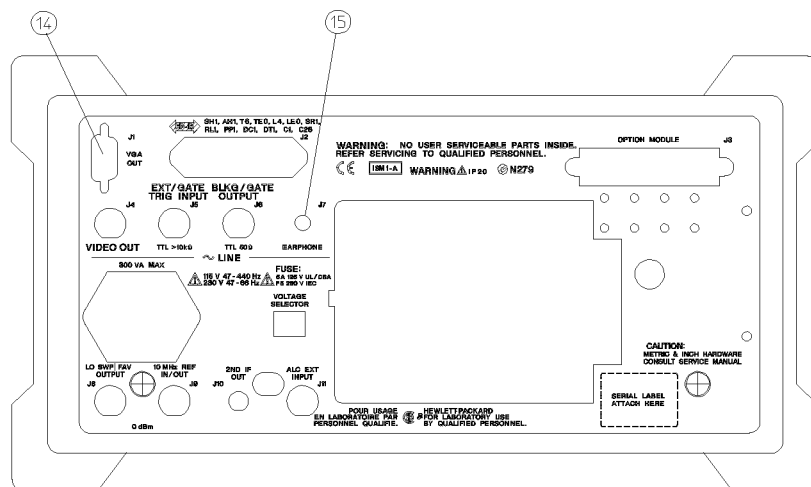 14
15
SH1, AH1, T6, TE0, L4, LE0, SR1,
RL1, PP1, DC1, DT1, C1, C28
J1
J2
VGA
OUT
WARNING: NO USER SERVICEABLE PARTS INSIDE.
REFER SERVICING TO QUALIFIED PERSONNEL.
OPTION MODULE
J3
CE
ISM1-A
WARNING
IP 20
N279
EXT/GATE
TRIG INPUT
BLKG/GATE
OUTPUT
J4
J5
J6
J7
VIDEO OUT
TTL >10kΩ
TTL 50Ω
EARPHONE
LINE
300 VA MAX
115 V 47-440 Hz
230 V 47-66 Hz
FUSE:
5A 125 V UL/CSA
F5 250 V IEC
VOLTAGE
SELECTOR
CAUTION:
METRIC & INCH HARDWARE
CONSULT SERVICE MANUAL
LO SWP|FAV
OUTPUT
10 MHz REF
IN/OUT
2ND IF
OUT
ALC EXT
INPUT
J8
J9
J10
J11
0 dBm
POUR USAGE
EN LABORATOIRE PAR
PERSONNEL QUALIFIE.
HEWLETT-PACKARD
FOR LABORATORY USE
BY QUALIFIED PERSONNEL.
SERIAL LABEL
ATTACH HERE